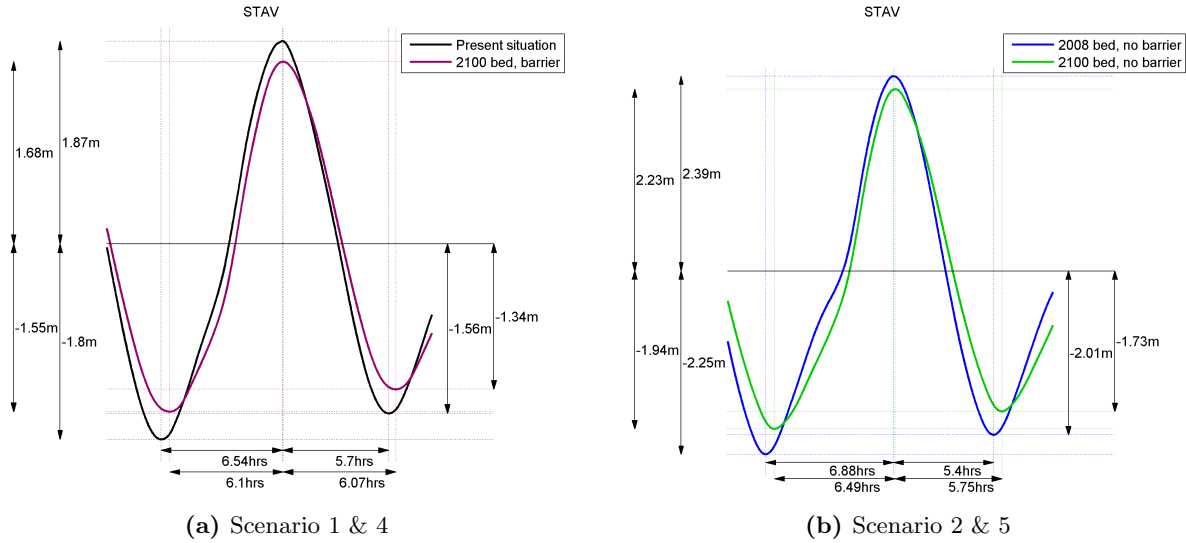 STAV
Present situation
2100 bed, barrier
1.87m
1.68m
-1.55m
-1.8m
-1.56m
-1.34m
6.54hrs
5.7hrs
6.1hrs
6.07hrs
(a) Scenario 1 & 4
STAV
2008 bed, no barrier
2100 bed, no barrier
2.39m
2.23m
-1.94m
-2.25m
-2.01m
-1.73m
6.88hrs
5.4hrs
6.49hrs
5.75hrs
(b) Scenario 2 & 5